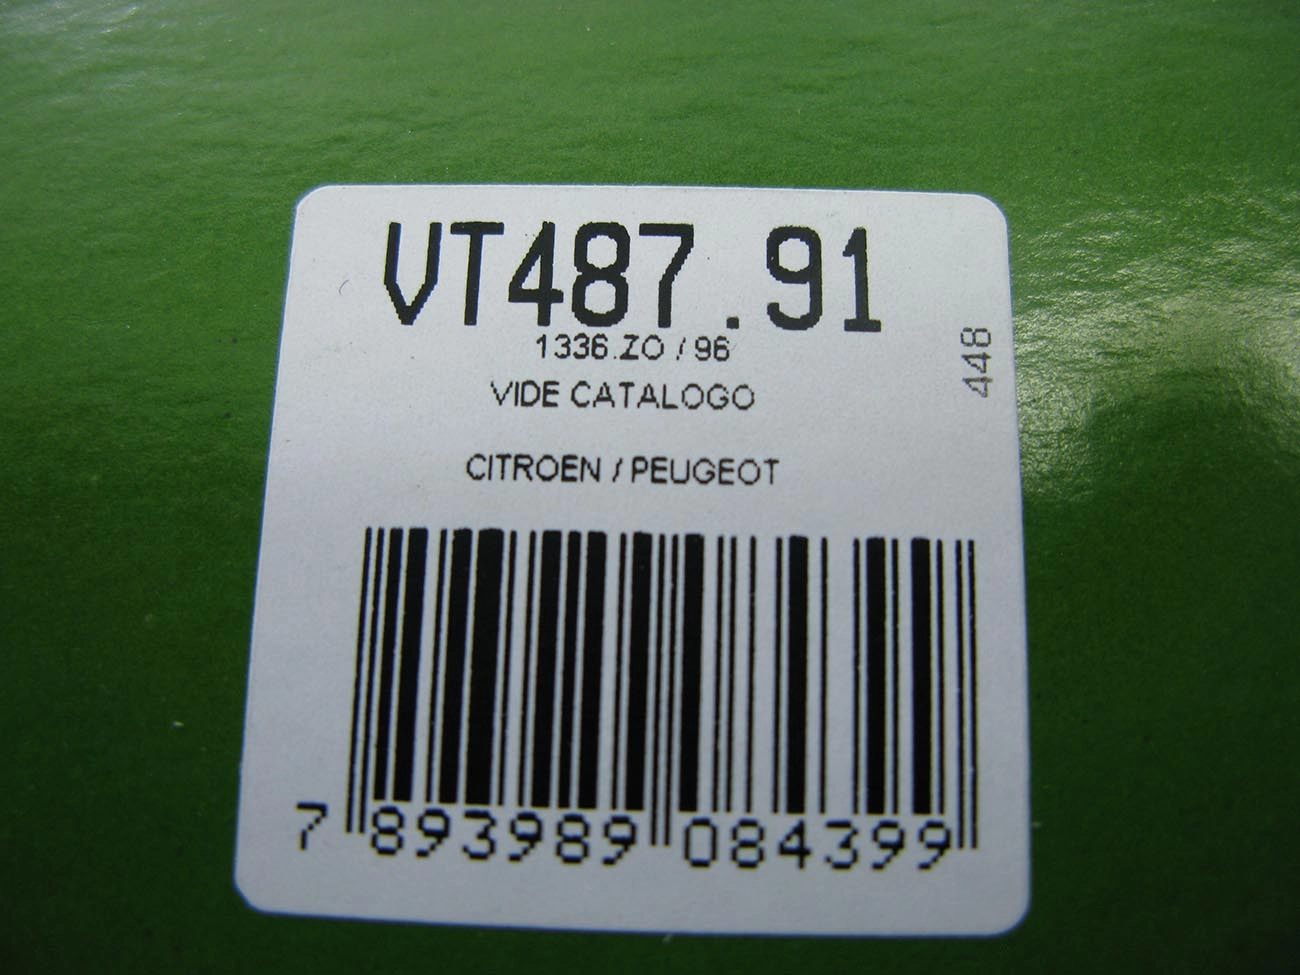 VT487.91
1336.ZO / 96
VIDE CATALOGO
448
CITROEN / PEUGEOT
7 893989 084399